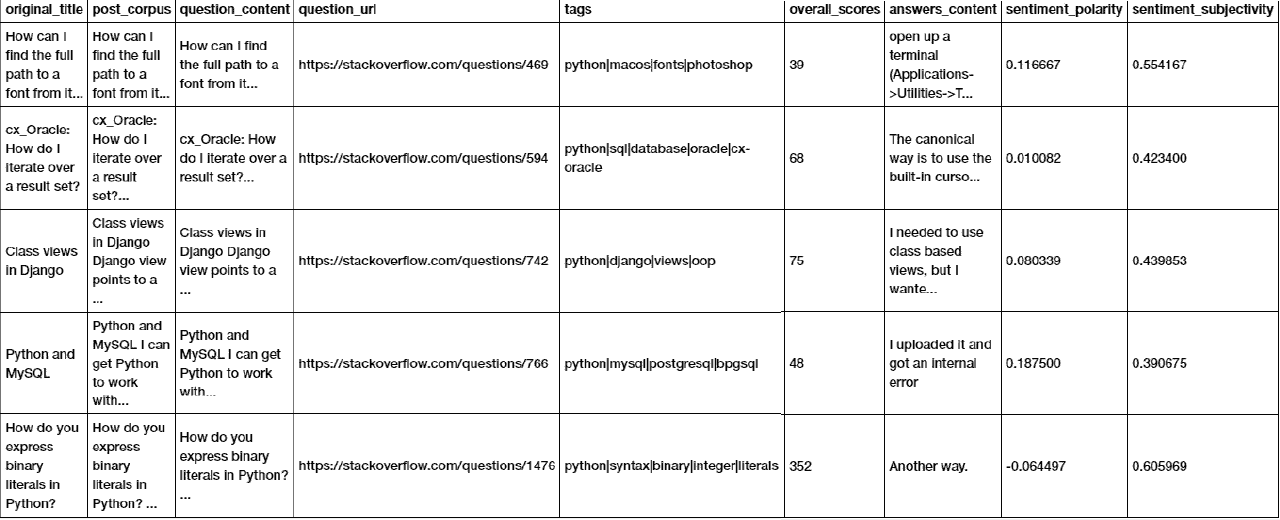 original_title post_corpus question_content question_url tags overall_scores answers_content sentiment_polarity sentiment_subjectivity
How can I
find the full
path to a
font from it...
How can I
find the full
path to a
font from it...
How can I find
the full path to a
font from it...
https://stackoverflow.com/questions/469
python|macos|fonts|photoshop
39
open up a
terminal
(Applications-
>Utilities->T...
0.116667
0.554167
cx_Oracle:
How do I
iterate over
a result set?
cx_Oracle:
How do I
iterate over
a result
set?...
cx_Oracle: How
do I iterate over a
result set?...
https://stackoverflow.com/questions/594
python|sql|database|oracle|cx-
oracle
68
The canonical
way is to use the
built-in curso...
0.010082
0.423400
Class views
in Django
Class views
in Django
Django view
points to a
...
Class views in
Django Django
view points to a
...
https://stackoverflow.com/questions/742
python|django|views|oop
75
I needed to use
class based
views, but I
wante...
0.080339
0.439853
Python and
MySQL
Python and
MySQL I can
get Python
to work
with...
Python and
MySQL I can get
Python to work
with...
https://stackoverflow.com/questions/766
python|mysql|postgresql|bpgsql
48
I uploaded it and
got an internal
error
0.187500
0.390675
How do you
express
binary
literals in
Python?
How do you
express
binary
literals in
Python? ...
How do you
express binary
literals in Python?
...
https://stackoverflow.com/questions/1476
python|syntax|binary|integer|literals
352
Another way.
-0.064497
0.605969